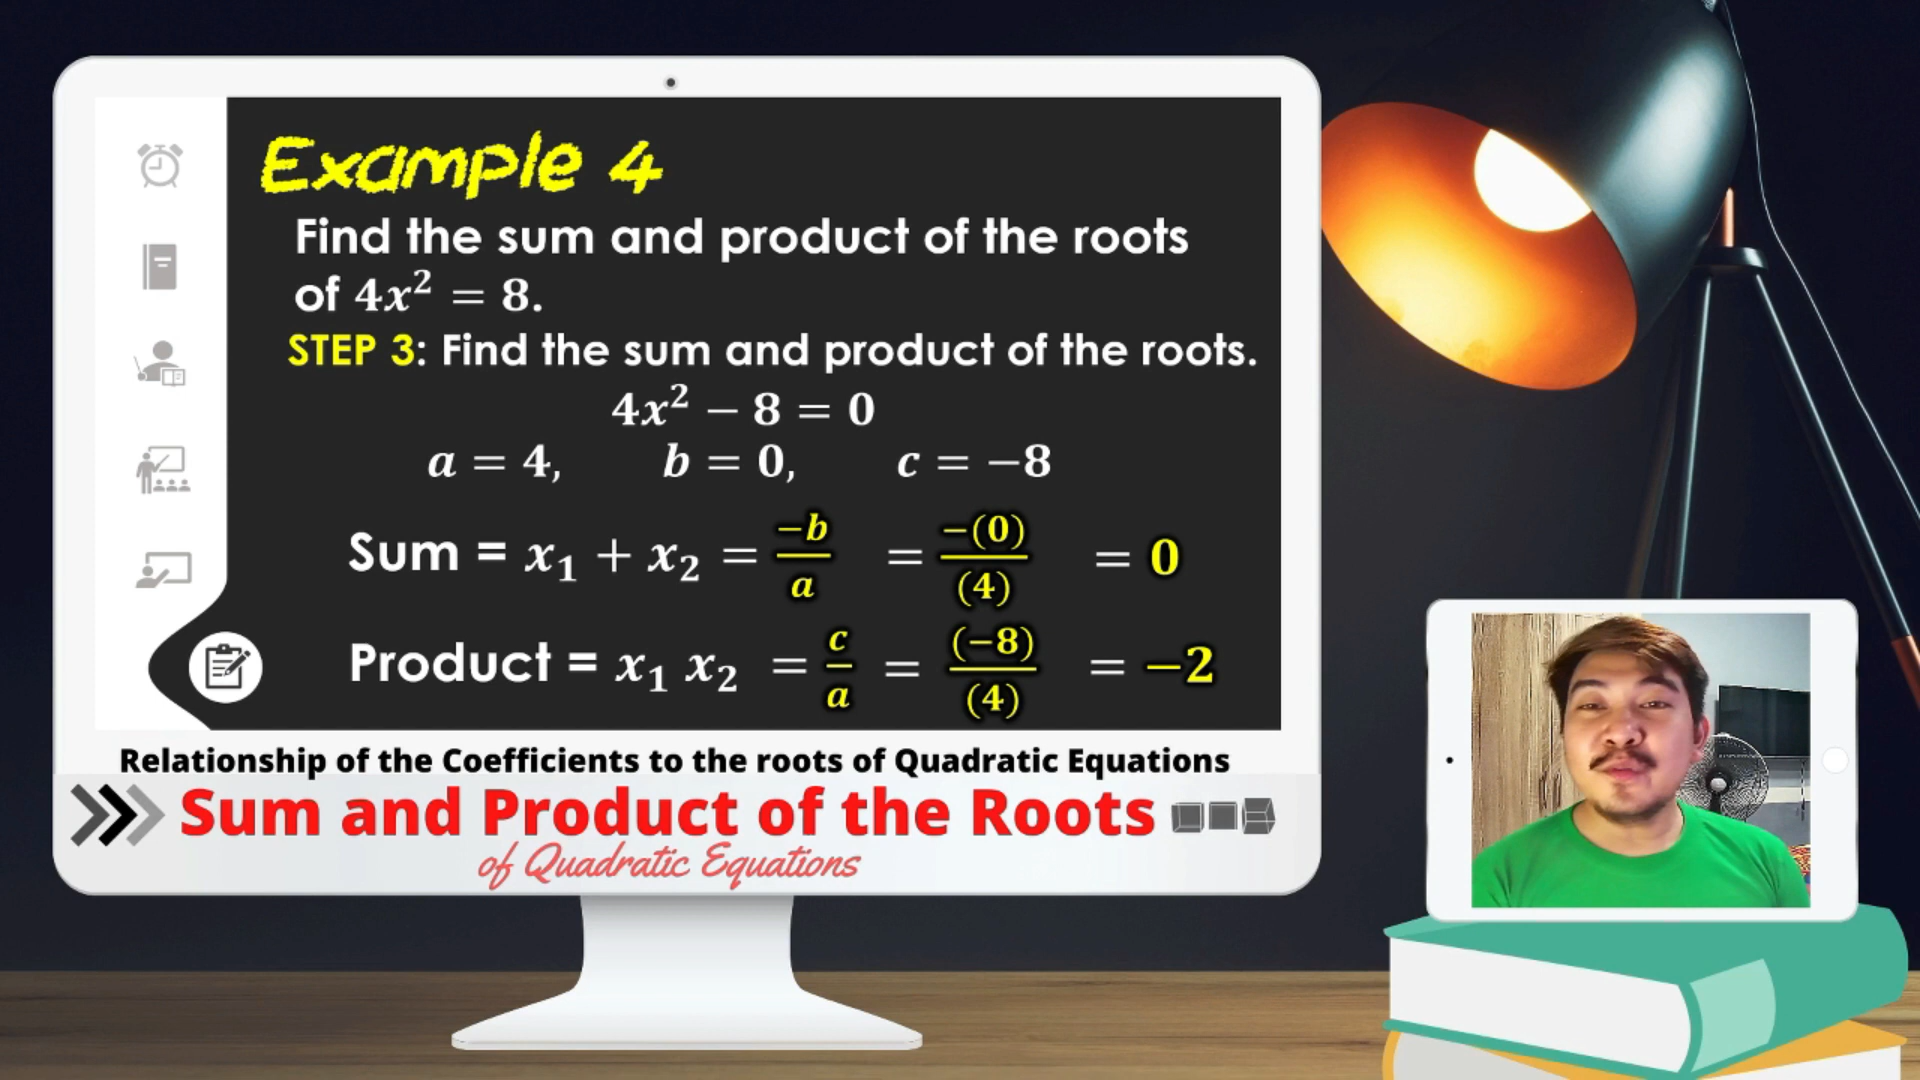 Example 4
Find the sum and product of the roots
of 4x² = 8.
STEP 3: Find the sum and product of the roots.
4x² − 8 = 0
a = 4, b = 0, c = −8
Sum = x₁ + x₂ = −b/a = −(0)/(4) = 0
Product = x₁ x₂ = c/a = (−8)/(4) = −2
Relationship of the Coefficients to the roots of Quadratic Equations
Sum and Product of the Roots
of Quadratic Equations